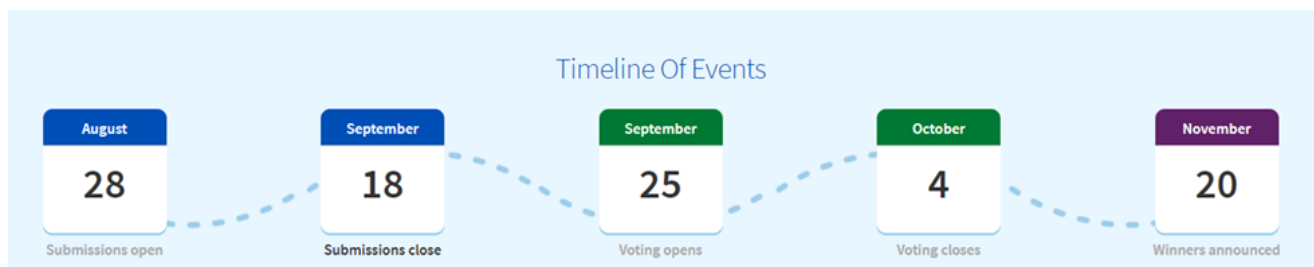 Timeline Of Events
August
28
Submissions open
September
18
Submissions close
September
25
Voting opens
October
4
Voting closes
November
20
Winners announced